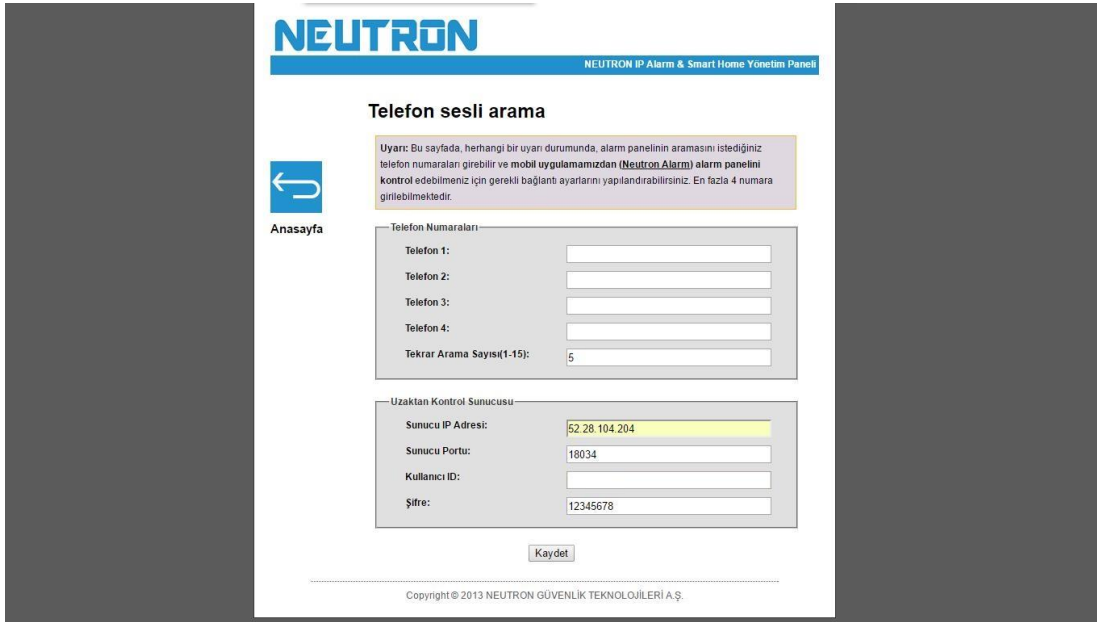 NEUTRON
NEUTRON IP Alarm & Smart Home Yönetim Paneli
Telefon sesli arama
Uyarı: Bu sayfada, herhangi bir uyarı durumunda, alarm panelinin aramasını istediğiniz
telefon numaraları girebilir ve mobil uygulamamızdan (Neutron Alarm) alarm panelini
kontrol edebilmeniz için gerekli bağlantı ayarlarını yapılandırabilirsiniz. En fazla 4 numara
girilebilmektedir.
Anasayfa
Telefon Numaraları
Telefon 1:
Telefon 2:
Telefon 3:
Telefon 4:
Tekrar Arama Sayısı(1-15): 5
Uzaktan Kontrol Sunucusu
Sunucu IP Adresi: 52.28.104.204
Sunucu Portu: 18034
Kullanıcı ID:
Şifre: 12345678
Kaydet
Copyright © 2013 NEUTRON GÜVENLİK TEKNOLOJİLERİ A.Ş.